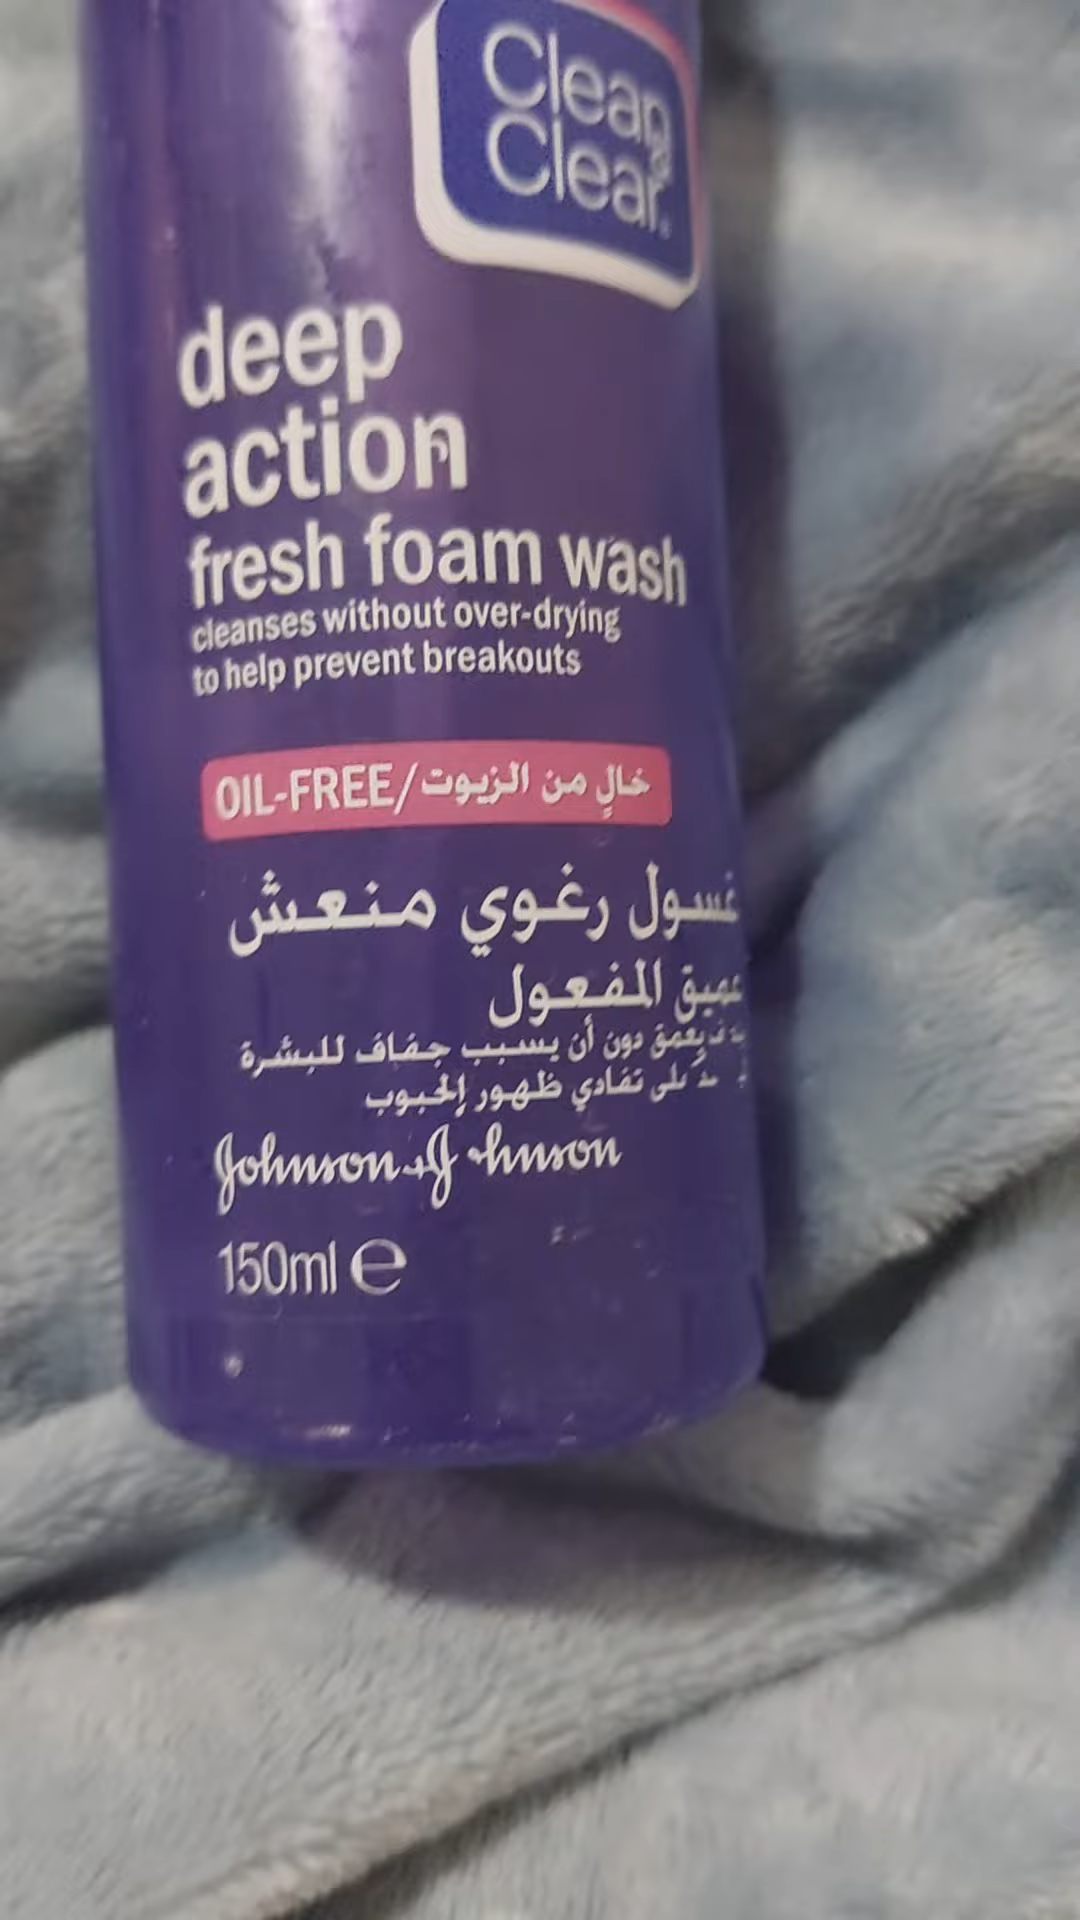 Clean &
Clear.
deep
action
fresh foam wash
cleanses without over-drying
to help prevent breakouts
OIL-FREE/خالٍ من الزيوت
غسول رغوي منعش
عميق المفعول
بعمق دون أن يسبب جفاف للبشرة
على تفادي ظهور الحبوب
Johnson & Johnson
150ml e